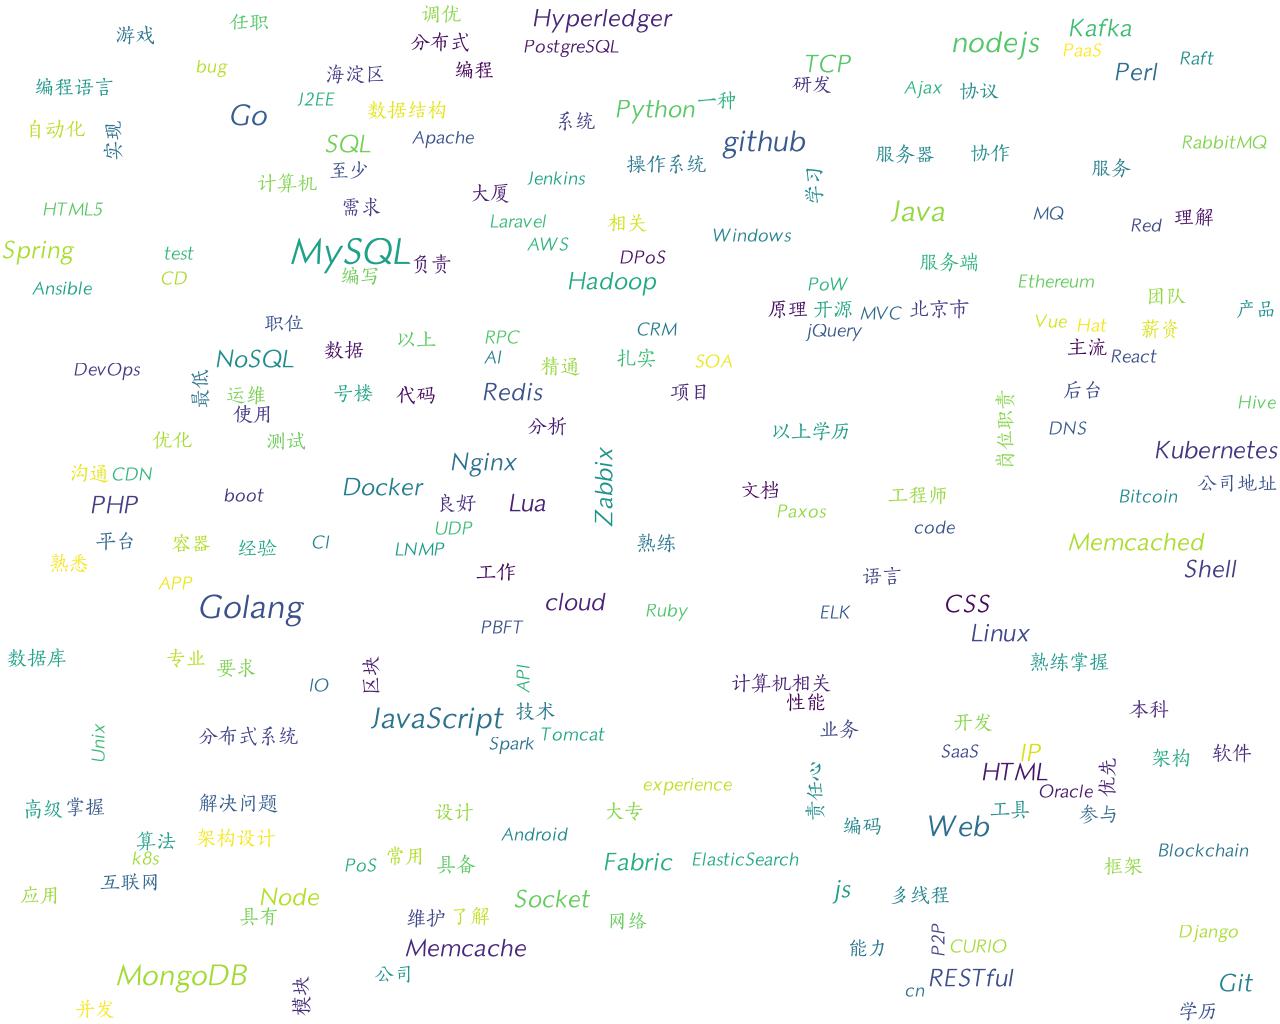 Hyperledger
调优
任职
游戏
nodejs
Kafka
PaaS
分布式
PostgreSQL
Raft
TCP
Perl
bug
海淀区
编程
编程语言
研发
Ajax
协议
J2EE
一种
数据结构
Python
Go
系统
自动化
实现
Apache
github
SQL
RabbitMQ
服务器
协作
操作系统
服务
至少
计算机
Jenkins
学习
大厦
HTML5
需求
Java
MQ
理解
Red
Laravel
相关
Windows
AWS
Spring
test
MySQL
DPoS
负责
服务端
CD
编写
Hadoop
PoW
Ethereum
Ansible
团队
原理
开源
MVC
北京市
产品
职位
Vue
Hat
薪资
jQuery
CRM
RPC
以上
数据
主流
React
NoSQL
AI
扎实
SOA
精通
DevOps
最低
运维
号楼
代码
Redis
项目
后台
Hive
使用
分析
岗位职责
DNS
以上学历
优化
测试
Kubernetes
Nginx
沟通
CDN
Zabbix
Docker
公司地址
boot
文档
工程师
Bitcoin
PHP
良好
Lua
Paxos
UDP
code
平台
容器
经验
CI
LNMP
熟练
Memcached
熟悉
工作
语言
Shell
APP
Golang
cloud
Ruby
ELK
CSS
PBFT
Linux
数据库
专业
要求
熟练掌握
区块
API
IO
计算机相关
性能
JavaScript
技术
本科
开发
业务
Unix
分布式系统
Spark
Tomcat
SaaS
IP
架构
软件
HTML
优先
experience
责任心
Oracle
高级
掌握
解决问题
设计
大专
工具
参与
算法
架构设计
Android
编码
Web
k8s
PoS
常用
具备
Fabric
ElasticSearch
Blockchain
框架
互联网
应用
Node
Socket
js
多线程
具有
维护
了解
网络
Django
Memcache
能力
P2P
CURIO
MongoDB
公司
RESTful
Git
cn
模块
并发
学历